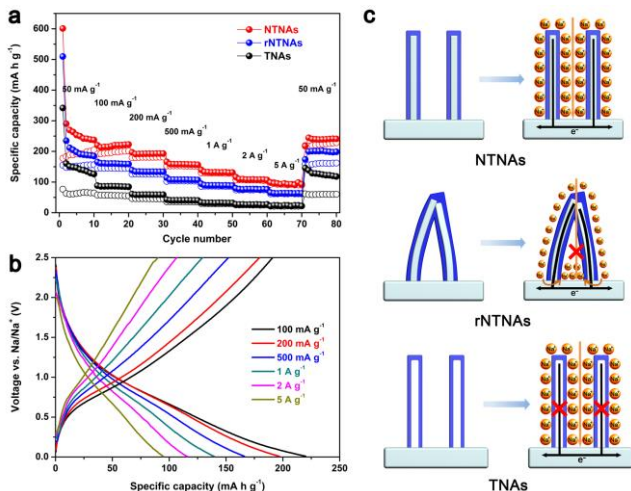 a
NTNAs
rNTNAs
TNAs
50 mA g⁻¹
100 mA g⁻¹
200 mA g⁻¹
500 mA g⁻¹
1 A g⁻¹
2 A g⁻¹
5 A g⁻¹
50 mA g⁻¹
600
500
400
300
200
100
0
0 10 20 30 40 50 60 70 80
Specific capacity (mA h g⁻¹)
Cycle number
b
2.5
2.0
1.5
1.0
0.5
0.0
100 mA g⁻¹
200 mA g⁻¹
500 mA g⁻¹
1 A g⁻¹
2 A g⁻¹
5 A g⁻¹
0 50 100 150 200 250
Voltage vs. Na/Na⁺ (V)
Specific capacity (mA h g⁻¹)
c
e⁻
NTNAs
e⁻
rNTNAs
e⁻
TNAs